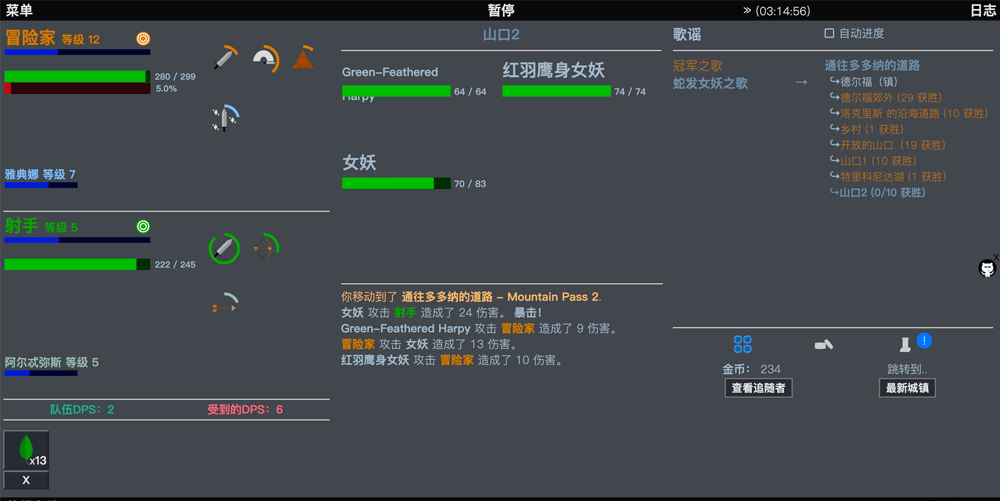 菜单
暂停
» (03:14:56)
日志
冒险家 等级 12
280 / 299
5.0%
雅典娜 等级 7
射手 等级 5
222 / 245
阿尔忒弥斯 等级 5
队伍DPS: 2
受到的DPS: 6
x13
X
山口2
Green-Feathered
Harpy
64 / 64
红羽鹰身女妖
74 / 74
女妖
70 / 83
你移动到了 通往多多纳的道路 - Mountain Pass 2.
女妖 攻击 射手 造成了 24 伤害。 暴击!
Green-Feathered Harpy 攻击 冒险家 造成了 9 伤害。
冒险家 攻击 女妖 造成了 13 伤害。
红羽鹰身女妖 攻击 冒险家 造成了 10 伤害。
歌谣
自动进度
冠军之歌
蛇发女妖之歌 →
通往多多纳的道路
↪德尔福（镇）
↪德尔福郊外 (29 获胜)
↪洛克里斯 的沿海道路 (10 获胜)
↪乡村 (1 获胜)
↪开放的山口 (19 获胜)
↪山口1 (10 获胜)
↪特里科尼达湖 (1 获胜)
↪山口2 (0/10 获胜)
x
!
金币: 234
查看追随者
跳转到..
最新城镇